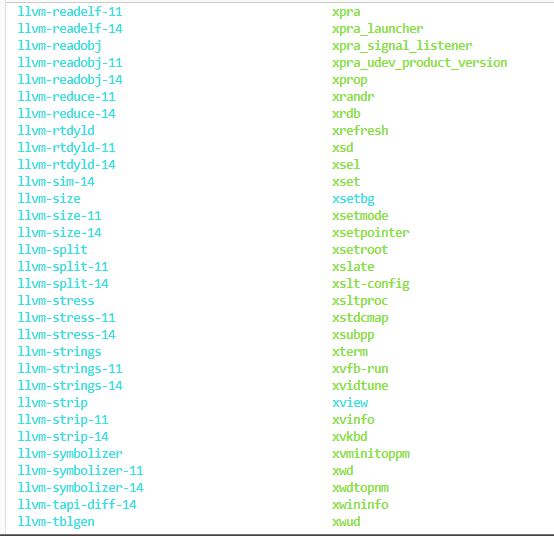 llvm-readelf-11 xpra
llvm-readelf-14 xpra_launcher
llvm-readobj xpra_signal_listener
llvm-readobj-11 xpra_udev_product_version
llvm-readobj-14 xprop
llvm-reduce-11 xrandr
llvm-reduce-14 xrdb
llvm-rtdyld xrefresh
llvm-rtdyld-11 xsd
llvm-rtdyld-14 xsel
llvm-sim-14 xset
llvm-size xsetbg
llvm-size-11 xsetmode
llvm-size-14 xsetpointer
llvm-split xsetroot
llvm-split-11 xslate
llvm-split-14 xslt-config
llvm-stress xsltproc
llvm-stress-11 xstdcmap
llvm-stress-14 xsubpp
llvm-strings xterm
llvm-strings-11 xvfb-run
llvm-strings-14 xvidtune
llvm-strip xview
llvm-strip-11 xvinfo
llvm-strip-14 xvkbd
llvm-symbolizer xvminitoppm
llvm-symbolizer-11 xwd
llvm-symbolizer-14 xwdtopnm
llvm-tapi-diff-14 xwininfo
llvm-tblgen xwud